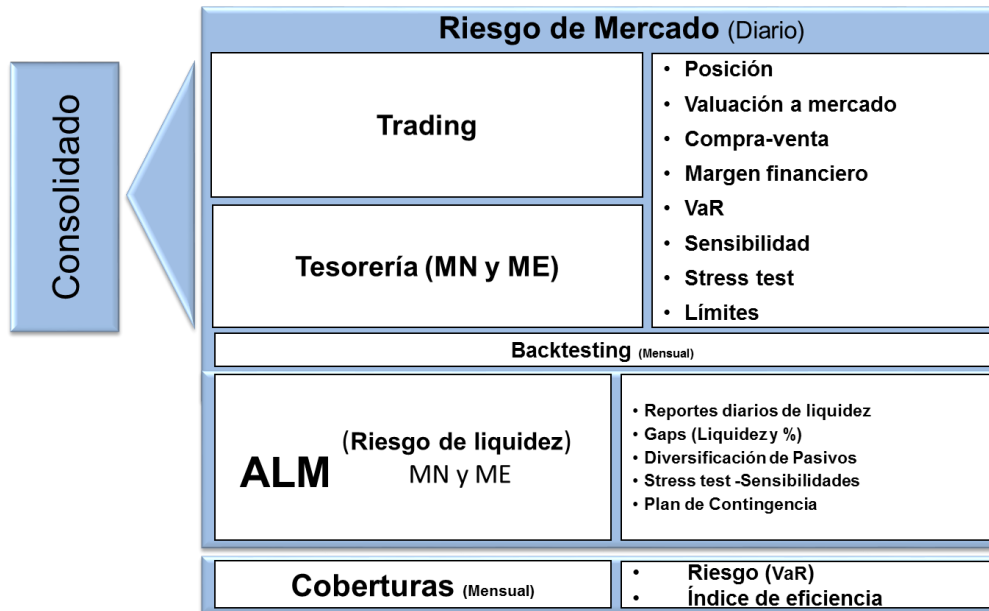 Consolidado
Riesgo de Mercado (Diario)
Trading
Tesorería (MN y ME)
• Posición
• Valuación a mercado
• Compra-venta
• Margen financiero
• VaR
• Sensibilidad
• Stress test
• Límites
Backtesting (Mensual)
ALM
(Riesgo de liquidez)
MN y ME
• Reportes diarios de liquidez
• Gaps (Liquidez y %)
• Diversificación de Pasivos
• Stress test -Sensibilidades
• Plan de Contingencia
Coberturas (Mensual)
• Riesgo (VaR)
• Índice de eficiencia